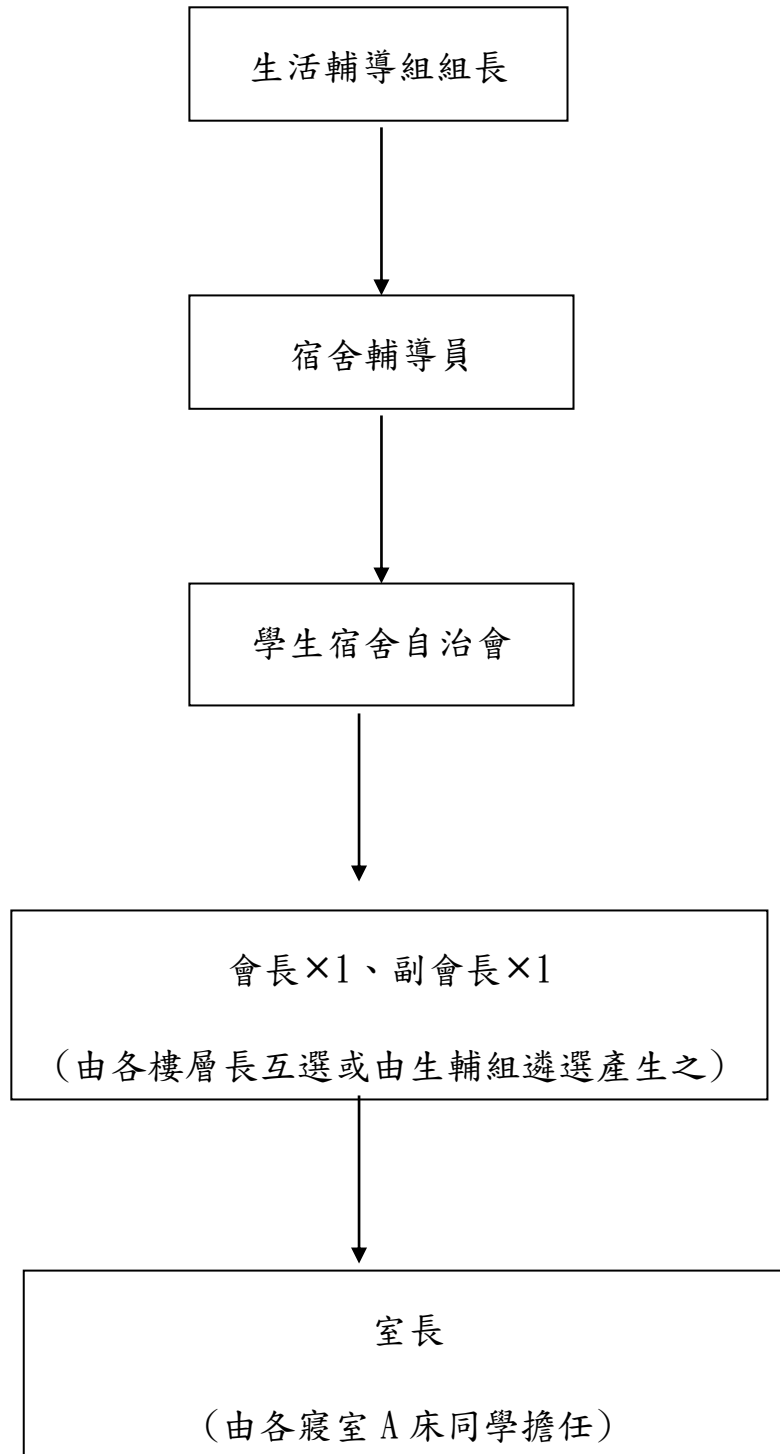 生活輔導組組長
宿舍輔導員
學生宿舍自治會
會長×1、副會長×1
（由各樓層長互選或由生輔組遴選產生之）
室長
（由各寢室 A 床同學擔任）